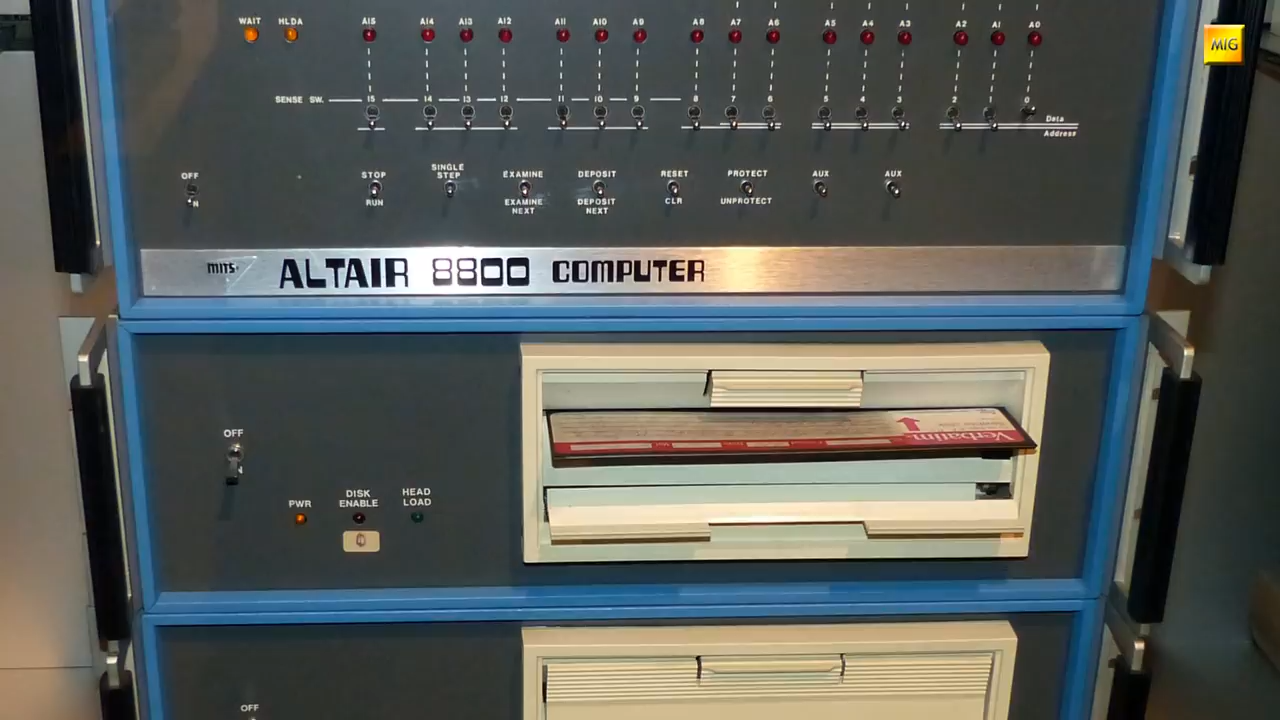 WAIT HLDA A15 A14 A13 A12 A11 A10 A9 A8 A7 A6 A5 A4 A3 A2 A1 A0
MIG
SENSE SW. 15 14 13 12 11 10 9 8 7 6 5 4 3 2 1 0
Data
Address
OFF STOP SINGLE STEP EXAMINE DEPOSIT RESET PROTECT AUX AUX
RUN EXAMINE NEXT DEPOSIT NEXT CLR UNPROTECT
mits ALTAIR 8800 COMPUTER
Verbatim
OFF
PWR DISK ENABLE HEAD LOAD
0
OFF